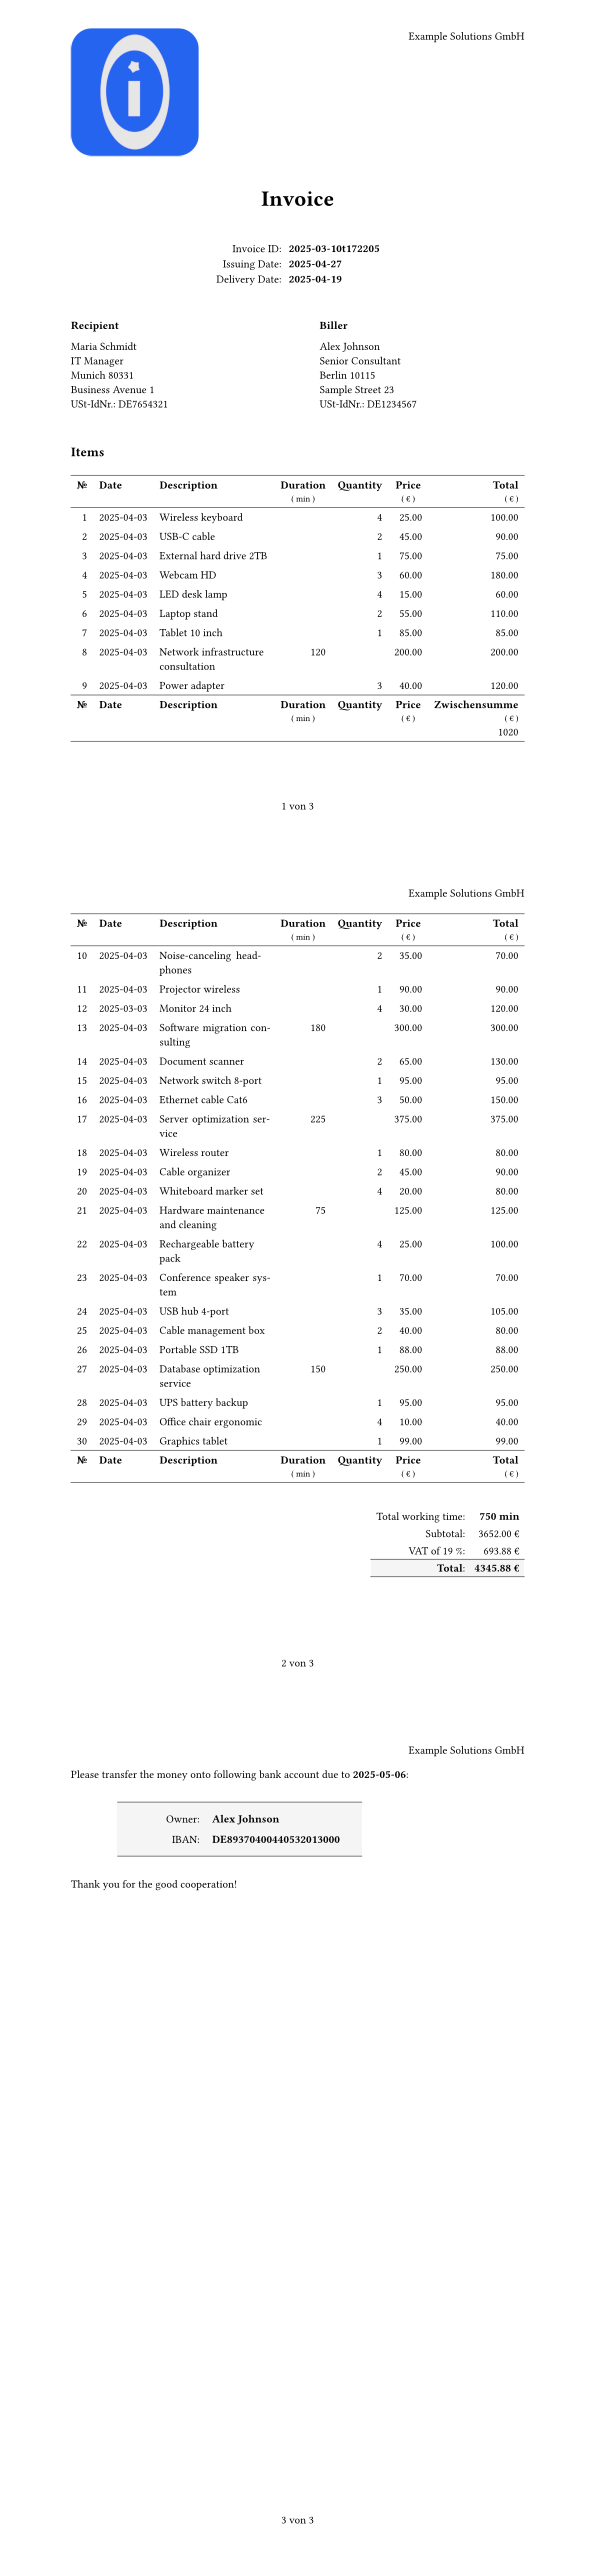 Example Solutions GmbH
Invoice
Invoice ID: 2025-03-10t172205
Issuing Date: 2025-04-27
Delivery Date: 2025-04-19
Recipient
Maria Schmidt
IT Manager
Munich 80331
Business Avenue 1
USt-IdNr.: DE7654321
Biller
Alex Johnson
Senior Consultant
Berlin 10115
Sample Street 23
USt-IdNr.: DE1234567
Items
№ Date Description Duration Quantity Price Total
( min ) ( € ) ( € )
1 2025-04-03 Wireless keyboard 4 25.00 100.00
2 2025-04-03 USB-C cable 2 45.00 90.00
3 2025-04-03 External hard drive 2TB 1 75.00 75.00
4 2025-04-03 Webcam HD 3 60.00 180.00
5 2025-04-03 LED desk lamp 4 15.00 60.00
6 2025-04-03 Laptop stand 2 55.00 110.00
7 2025-04-03 Tablet 10 inch 1 85.00 85.00
8 2025-04-03 Network infrastructure 120 200.00 200.00
consultation
9 2025-04-03 Power adapter 3 40.00 120.00
№ Date Description Duration Quantity Price Zwischensumme
( min ) ( € ) ( € )
1020
1 von 3
Example Solutions GmbH
№ Date Description Duration Quantity Price Total
( min ) ( € ) ( € )
10 2025-04-03 Noise-canceling head- 2 35.00 70.00
phones
11 2025-04-03 Projector wireless 1 90.00 90.00
12 2025-03-03 Monitor 24 inch 4 30.00 120.00
13 2025-04-03 Software migration con- 180 300.00 300.00
sulting
14 2025-04-03 Document scanner 2 65.00 130.00
15 2025-04-03 Network switch 8-port 1 95.00 95.00
16 2025-04-03 Ethernet cable Cat6 3 50.00 150.00
17 2025-04-03 Server optimization ser- 225 375.00 375.00
vice
18 2025-04-03 Wireless router 1 80.00 80.00
19 2025-04-03 Cable organizer 2 45.00 90.00
20 2025-04-03 Whiteboard marker set 4 20.00 80.00
21 2025-04-03 Hardware maintenance 75 125.00 125.00
and cleaning
22 2025-04-03 Rechargeable battery 4 25.00 100.00
pack
23 2025-04-03 Conference speaker sys- 1 70.00 70.00
tem
24 2025-04-03 USB hub 4-port 3 35.00 105.00
25 2025-04-03 Cable management box 2 40.00 80.00
26 2025-04-03 Portable SSD 1TB 1 88.00 88.00
27 2025-04-03 Database optimization 150 250.00 250.00
service
28 2025-04-03 UPS battery backup 1 95.00 95.00
29 2025-04-03 Office chair ergonomic 4 10.00 40.00
30 2025-04-03 Graphics tablet 1 99.00 99.00
№ Date Description Duration Quantity Price Total
( min ) ( € ) ( € )
Total working time: 750 min
Subtotal: 3652.00 €
VAT of 19 %: 693.88 €
Total: 4345.88 €
2 von 3
Example Solutions GmbH
Please transfer the money onto following bank account due to 2025-05-06:
Owner: Alex Johnson
IBAN: DE89370400440532013000
Thank you for the good cooperation!
3 von 3